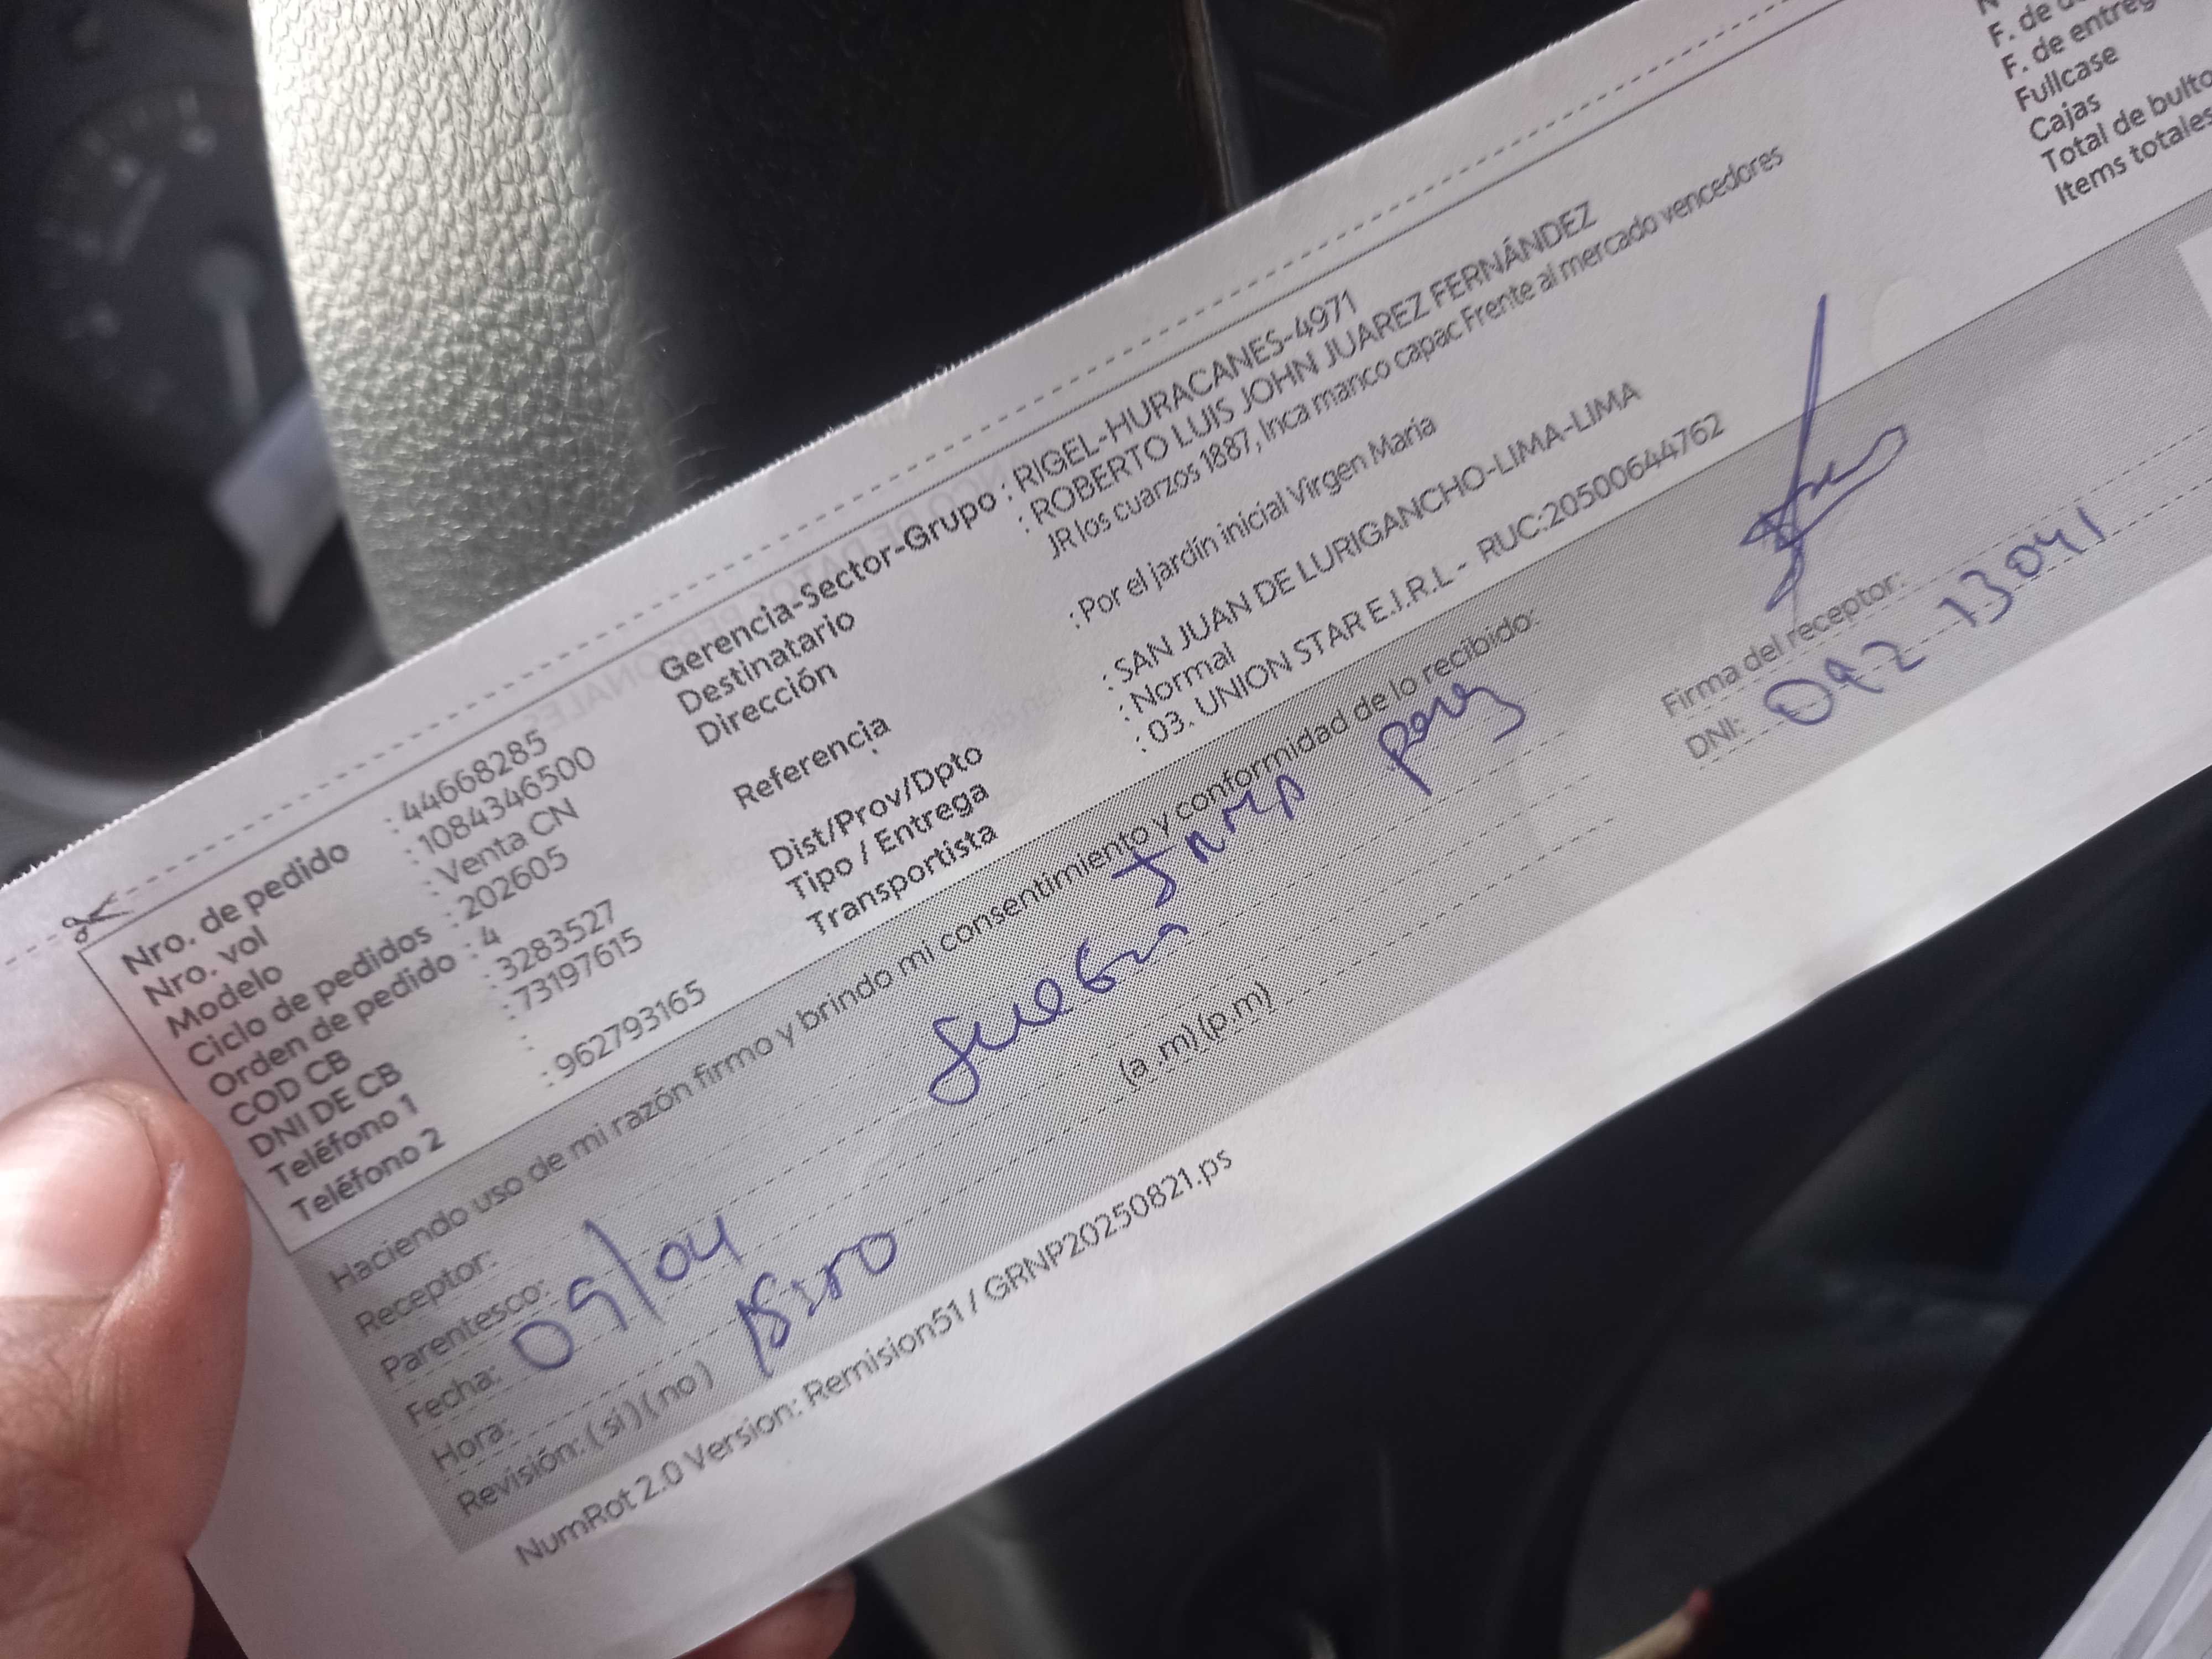 Nro. de pedido : 44668285
Nro. vol : 1084346500
Modelo : Venta CN
Ciclo de pedidos : 202605
Orden de pedido : 4
COD CB : 3283527
DNI DE CB : 73197615
Teléfono 1 :
Teléfono 2 : 962793165
Gerencia-Sector-Grupo : RIGEL-HURACANES-4971
Destinatario : ROBERTO LUIS JOHN JUAREZ FERNÁNDEZ
Dirección JR los cuarzos 1887, Inca manco capac Frente al mercado vencedores
Referencia : Por el jardín inicial Virgen Maria
Dist/Prov/Dpto : SAN JUAN DE LURIGANCHO-LIMA-LIMA
Tipo / Entrega : Normal
Transportista : 03. UNION STAR E.I.R.L - RUC:20500644762
F. de
F. de entreg
Fullcase
Cajas
Total de bulto
Items totales
Haciendo uso de mi razón firmo y brindo mi consentimiento y conformidad de lo recibido:
Receptor:
Parentesco: Suegra
Fecha: 09/04
Hora: (a .m) (p.m)
Revisión: ( si ) ( no )
Firma del receptor:
DNI: 092 13041
NumRot 2.0 Version: Remision51 / GRNP20250821.ps